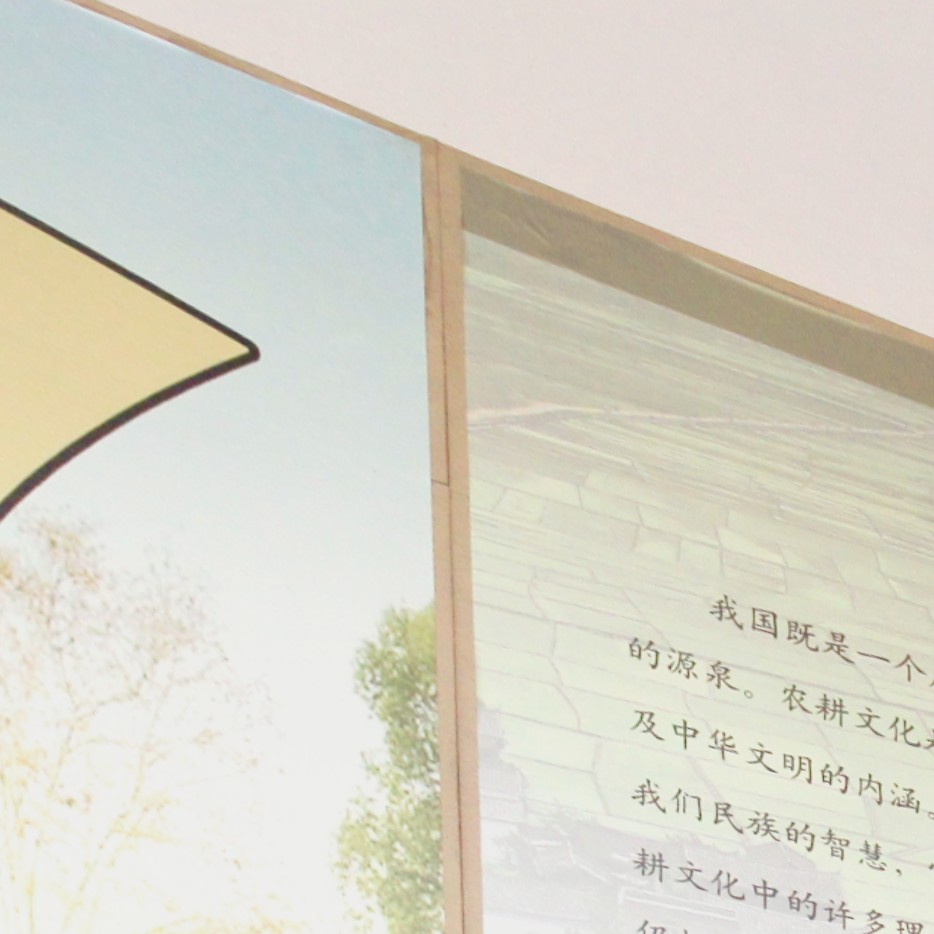 我国既是一个
的源泉。农耕文化
及中华文明的内涵。
我们民族的智慧，
耕文化中的许多理